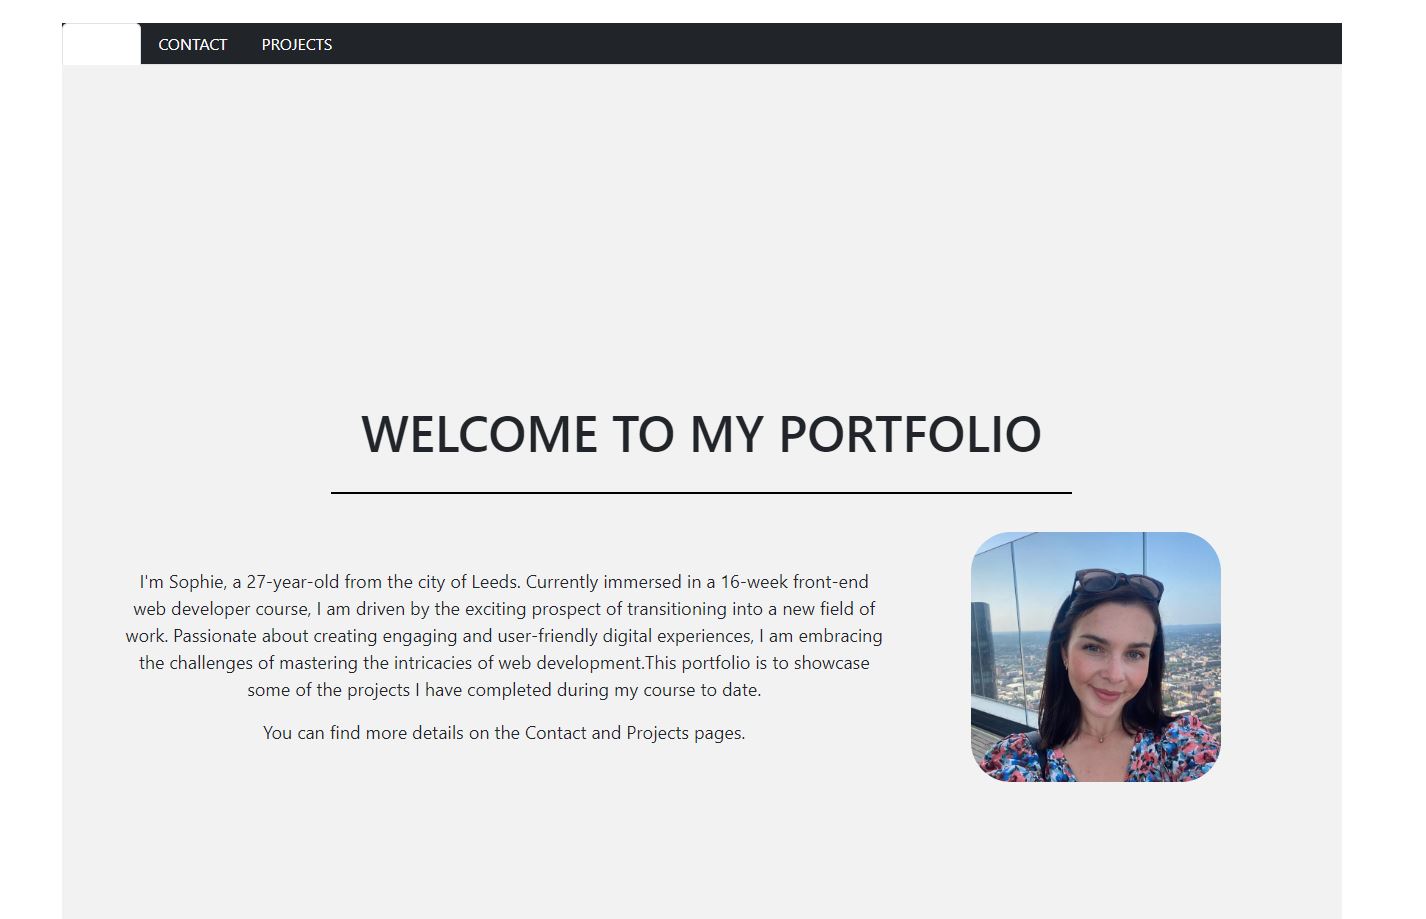 CONTACT PROJECTS
WELCOME TO MY PORTFOLIO
I'm Sophie, a 27-year-old from the city of Leeds. Currently immersed in a 16-week front-end
web developer course, I am driven by the exciting prospect of transitioning into a new field of
work. Passionate about creating engaging and user-friendly digital experiences, I am embracing
the challenges of mastering the intricacies of web development.This portfolio is to showcase
some of the projects I have completed during my course to date.
You can find more details on the Contact and Projects pages.